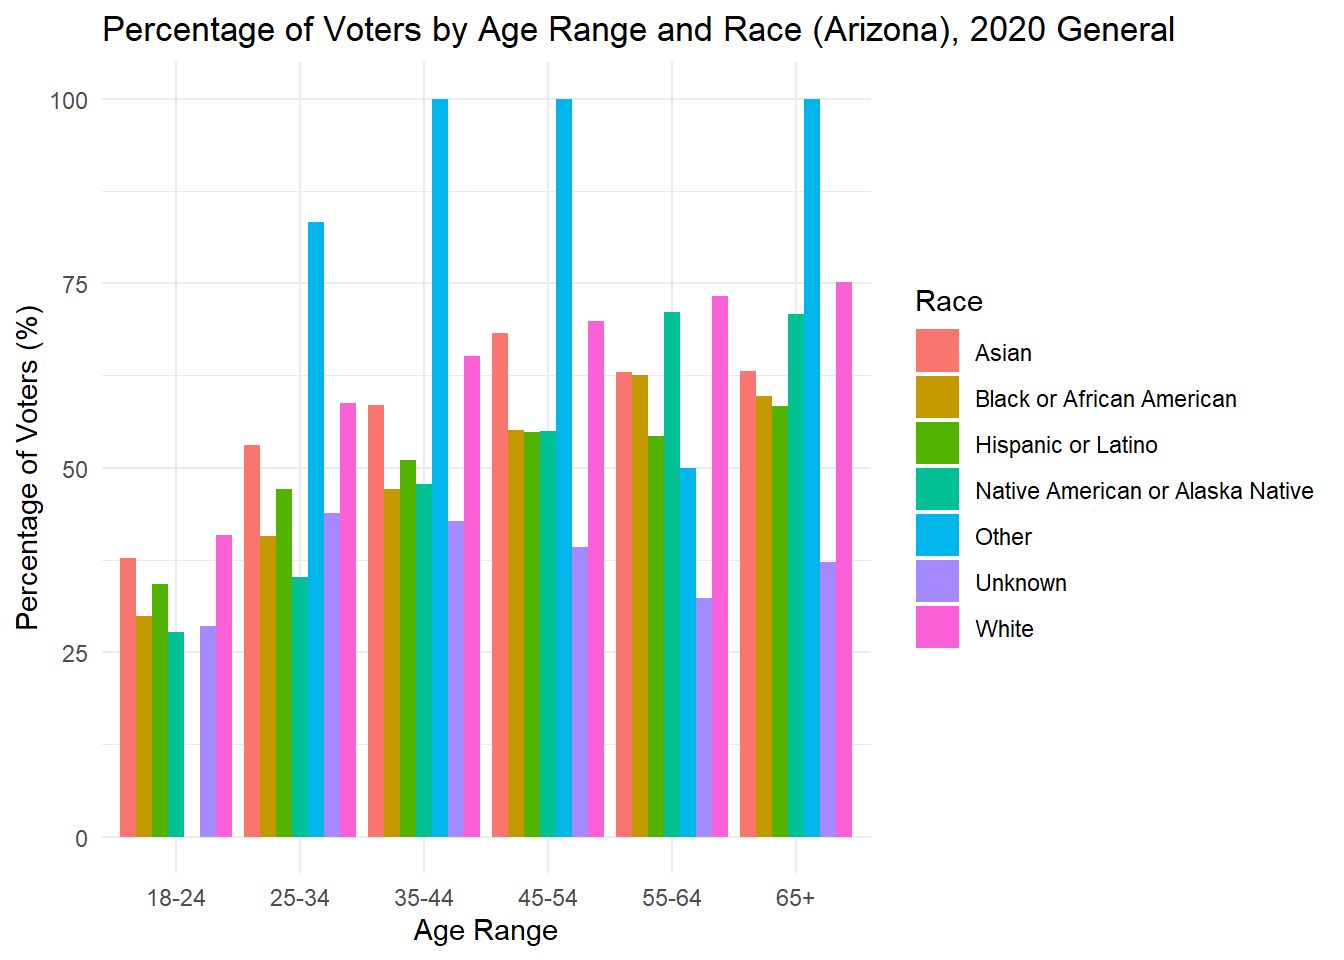 Percentage of Voters by Age Range and Race (Arizona), 2020 General
Percentage of Voters (%)
100
75
50
25
0
18-24
25-34
35-44
45-54
55-64
65+
Age Range
Race
Asian
Black or African American
Hispanic or Latino
Native American or Alaska Native
Other
Unknown
White